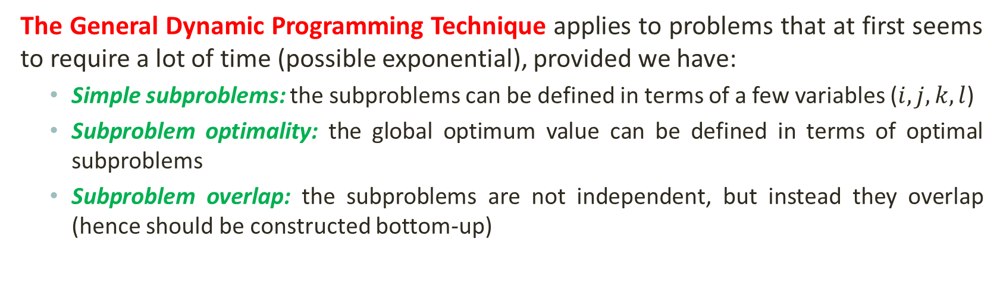 The General Dynamic Programming Technique applies to problems that at first seems
to require a lot of time (possible exponential), provided we have:
• Simple subproblems: the subproblems can be defined in terms of a few variables (i, j, k, l)
• Subproblem optimality: the global optimum value can be defined in terms of optimal
subproblems
• Subproblem overlap: the subproblems are not independent, but instead they overlap
(hence should be constructed bottom-up)